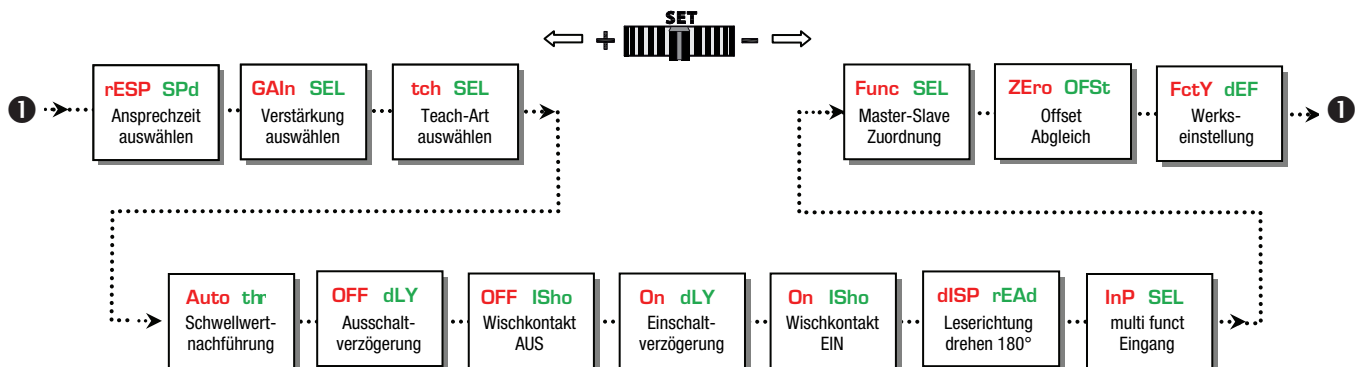 SET
+ -
❶
rESP SPd
Ansprechzeit
auswählen
GAIn SEL
Verstärkung
auswählen
tch SEL
Teach-Art
auswählen
Auto thr
Schwellwert-
nachführung
OFF dLY
Ausschalt-
verzögerung
OFF ISho
Wischkontakt
AUS
On dLY
Einschalt-
verzögerung
On ISho
Wischkontakt
EIN
dISP rEAd
Leserichtung
drehen 180°
InP SEL
multi funct
Eingang
Func SEL
Master-Slave
Zuordnung
ZEro OFSt
Offset
Abgleich
FctY dEF
Werks-
einstellung
❶